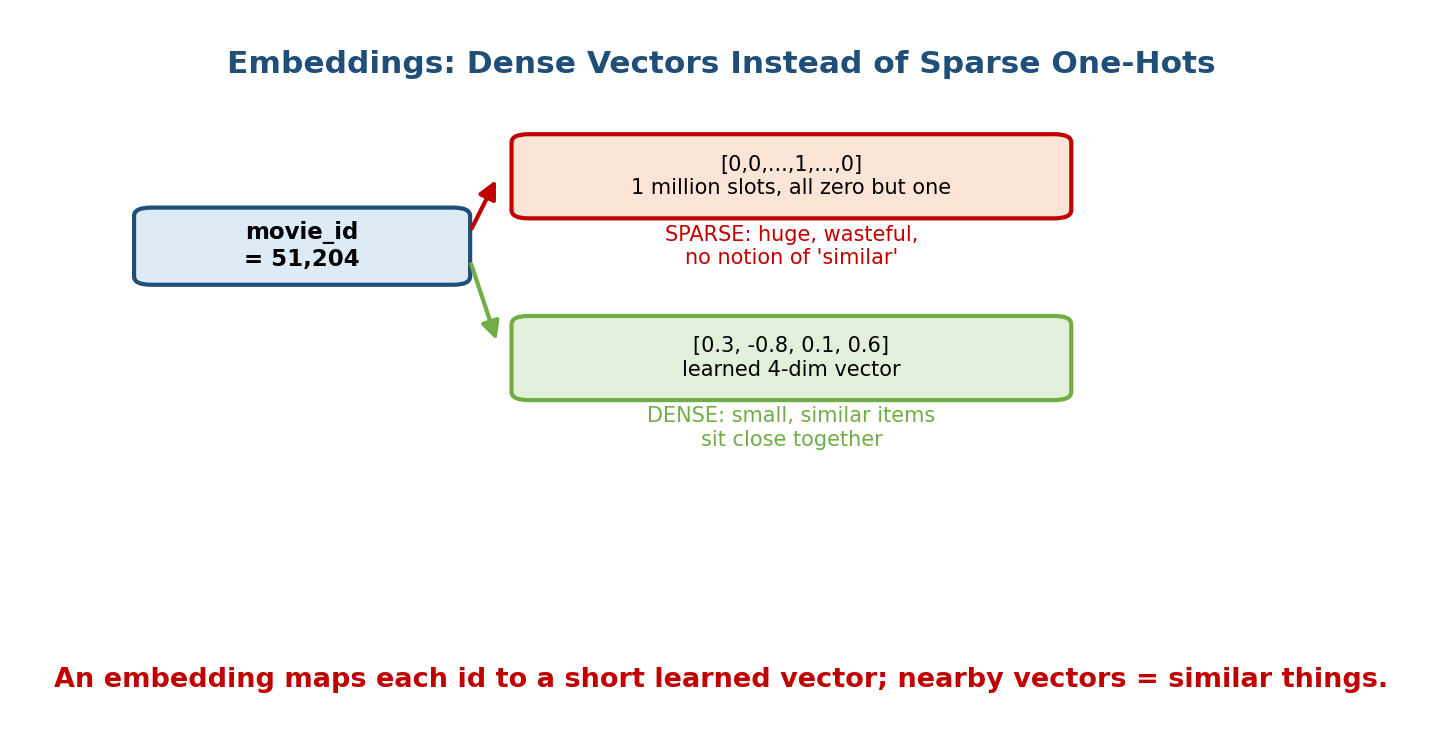 Embeddings: Dense Vectors Instead of Sparse One-Hots
movie_id
= 51,204
[0,0,...,1,...,0]
1 million slots, all zero but one
SPARSE: huge, wasteful,
no notion of 'similar'
[0.3, -0.8, 0.1, 0.6]
learned 4-dim vector
DENSE: small, similar items
sit close together
An embedding maps each id to a short learned vector; nearby vectors = similar things.